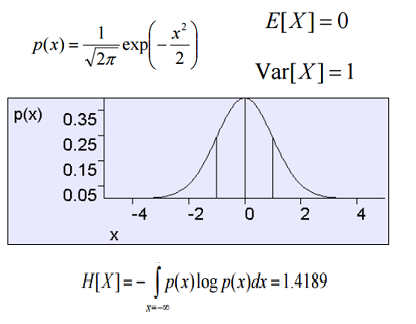 p(x) = 1/√2π exp(−x²/2)
E[X] = 0
Var[X] = 1
p(x)
0.35
0.25
0.15
0.05
-4 -2 0 2 4
x
H[X] = − ∫ x=−∞ p(x) log p(x)dx = 1.4189